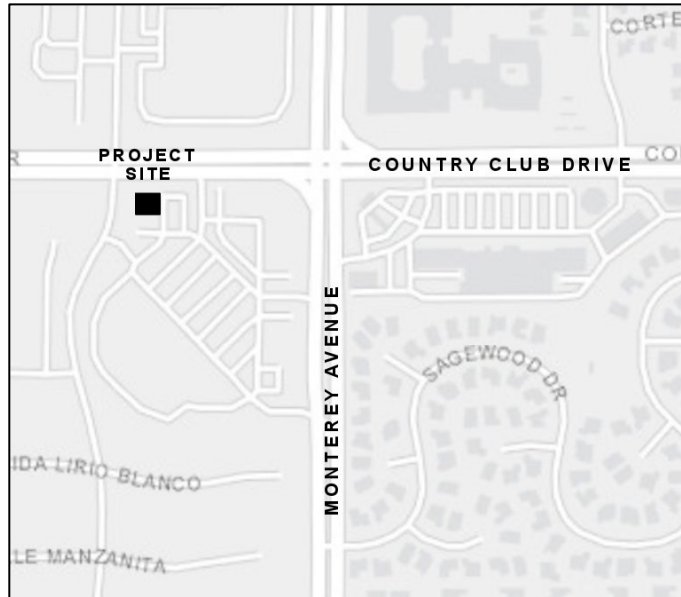 CORTE
R
PROJECT
SITE
COUNTRY CLUB DRIVE
CO
MONTEREY AVENUE
SAGEWOOD DR
IDA LIRIO BLANCO
LE MANZANITA